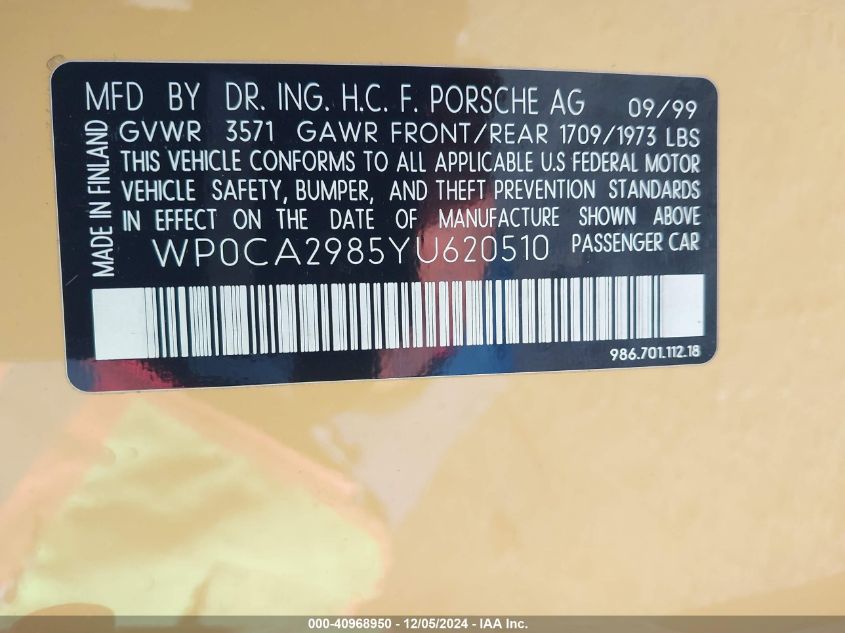 MFD BY DR. ING. H.C. F. PORSCHE AG 09/99
GVWR 3571 GAWR FRONT/REAR 1709/1973 LBS
THIS VEHICLE CONFORMS TO ALL APPLICABLE U.S FEDERAL MOTOR
VEHICLE SAFETY, BUMPER, AND THEFT PREVENTION STANDARDS
IN EFFECT ON THE DATE OF MANUFACTURE SHOWN ABOVE
WP0CA2985YU620510 PASSENGER CAR
MADE IN FINLAND
986.701.112.18
000-40968950 - 12/05/2024 - IAA Inc.